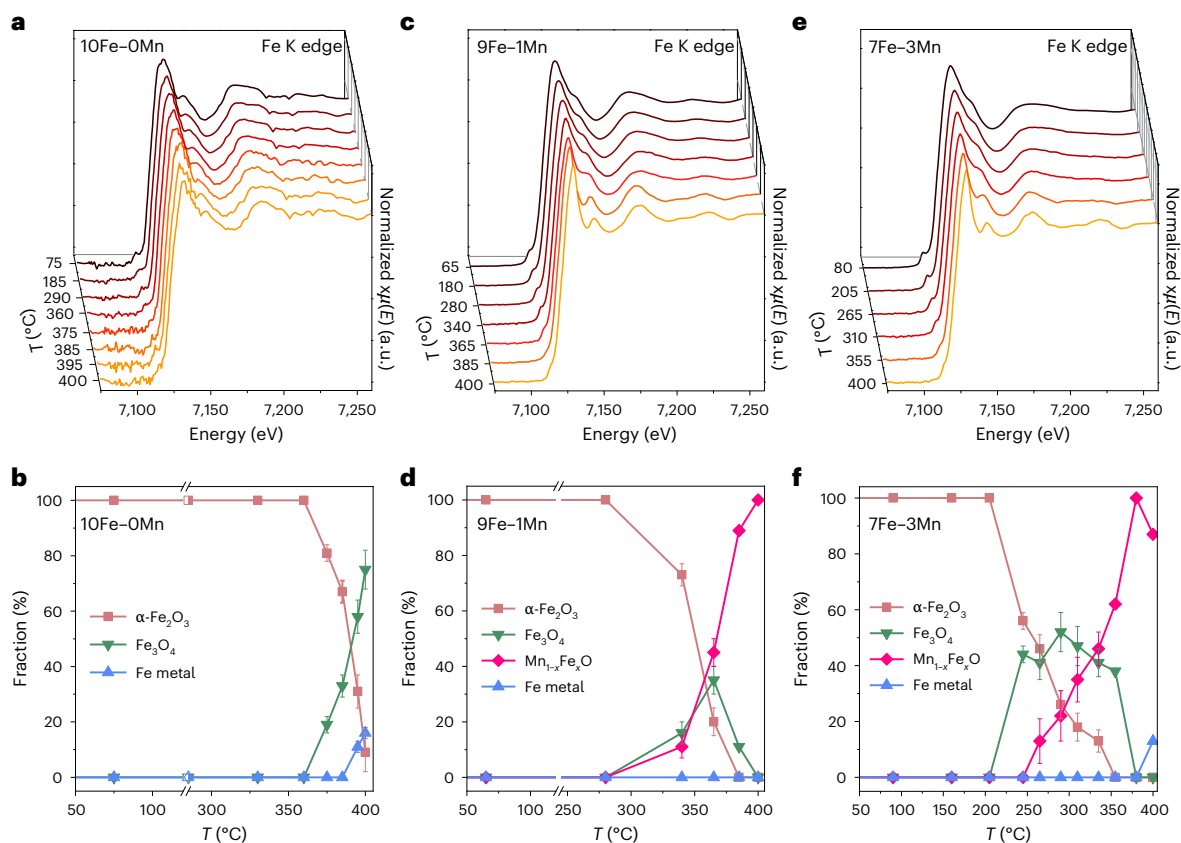 a
10Fe–0Mn
Fe K edge
Normalized xμ(E) (a.u.)
75
185
290
360
375
385
395
400
T (°C)
7,100
7,150
7,200
7,250
Energy (eV)
c
9Fe–1Mn
Fe K edge
Normalized xμ(E) (a.u.)
65
180
280
340
365
385
400
T (°C)
7,100
7,150
7,200
7,250
Energy (eV)
e
7Fe–3Mn
Fe K edge
Normalized xμ(E) (a.u.)
80
205
265
310
355
400
T (°C)
7,100
7,150
7,200
7,250
Energy (eV)
b
10Fe–0Mn
Fraction (%)
100
80
60
40
20
0
α-Fe₂O₃
Fe₃O₄
Fe metal
50
100
300
350
400
T (°C)
d
9Fe–1Mn
Fraction (%)
100
80
60
40
20
0
α-Fe₂O₃
Fe₃O₄
Mn₁₋ₓFeₓO
Fe metal
50
100
250
300
350
400
T (°C)
f
7Fe–3Mn
Fraction (%)
100
80
60
40
20
0
α-Fe₂O₃
Fe₃O₄
Mn₁₋ₓFeₓO
Fe metal
50
100
150
200
250
300
350
400
T (°C)